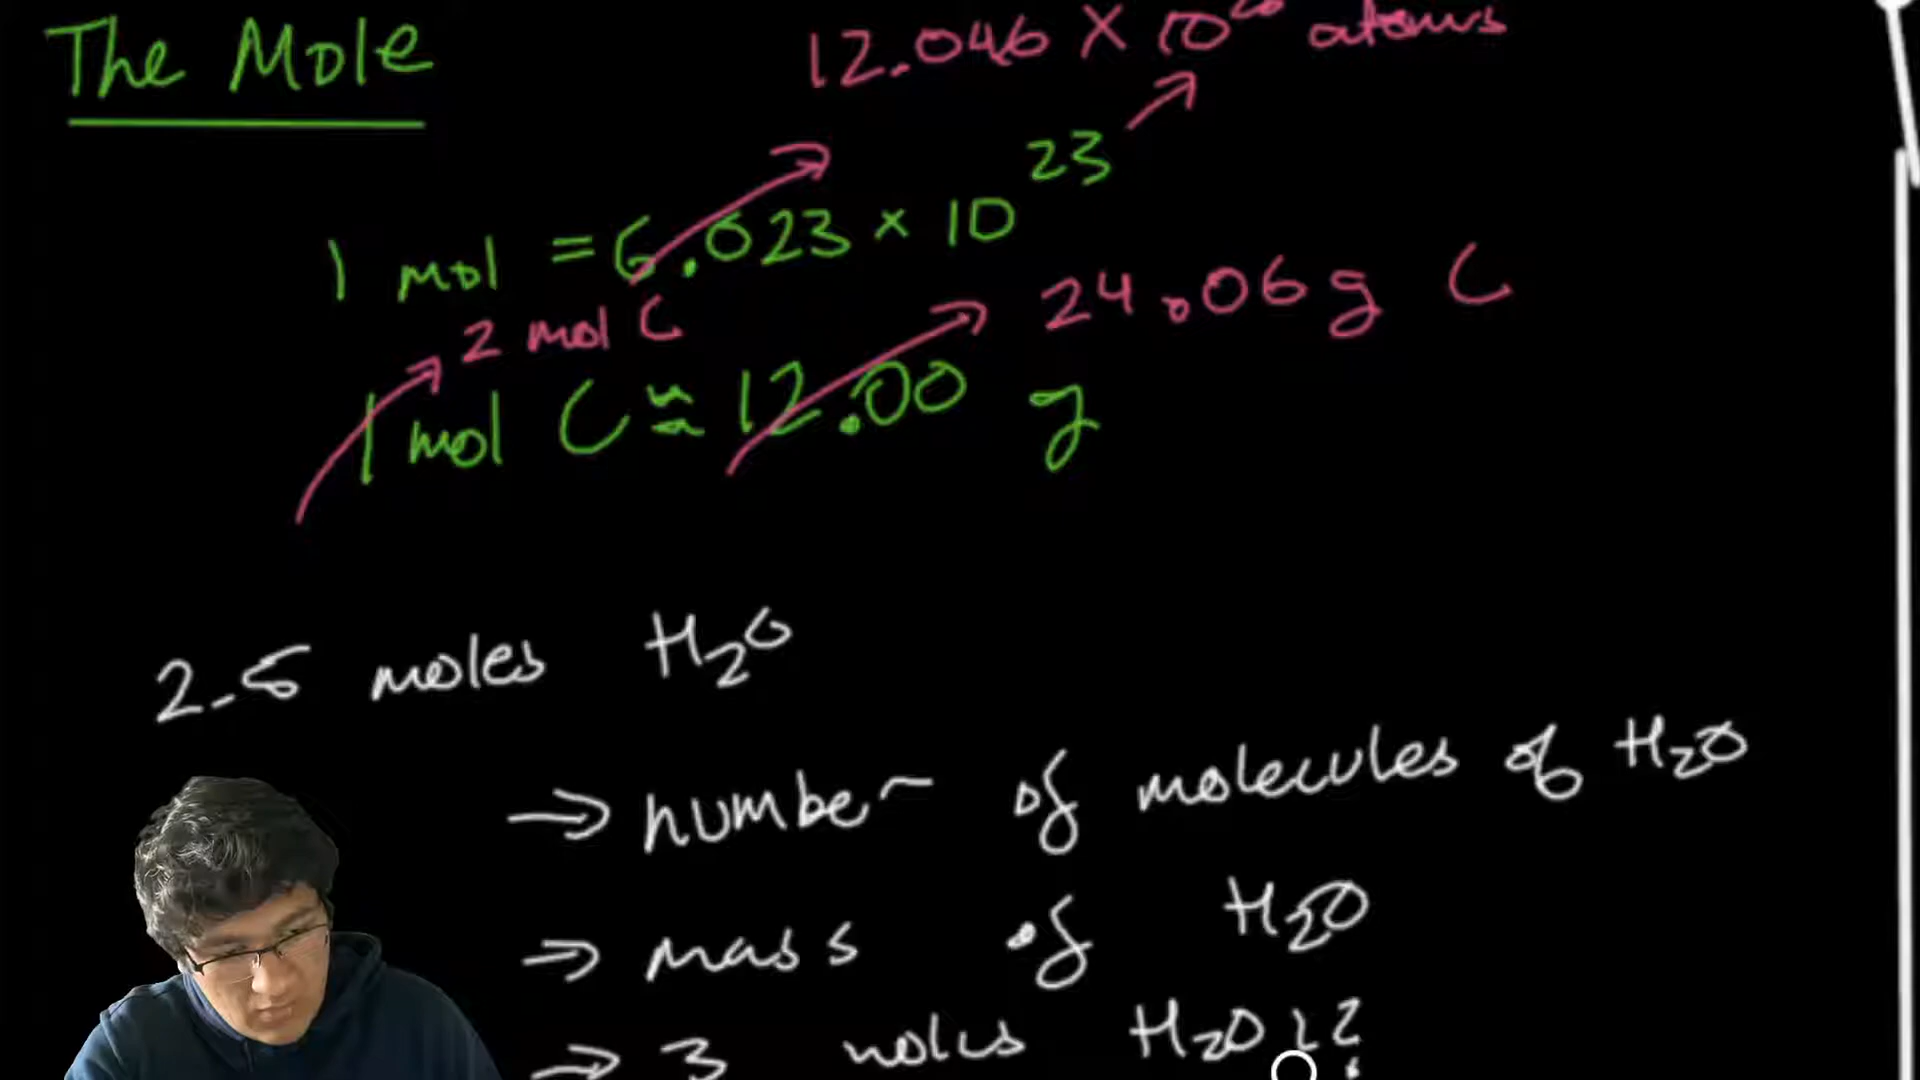 The Mole
12.046 X 10 atoms
1 mol = 6.023 × 10²³
2 mol C
24.06 g C
1 mol C ≈ 12.00 g
2.5 moles H₂O
→ number of molecules of H₂O
→ mass of H₂O
→ 3 moles H₂O